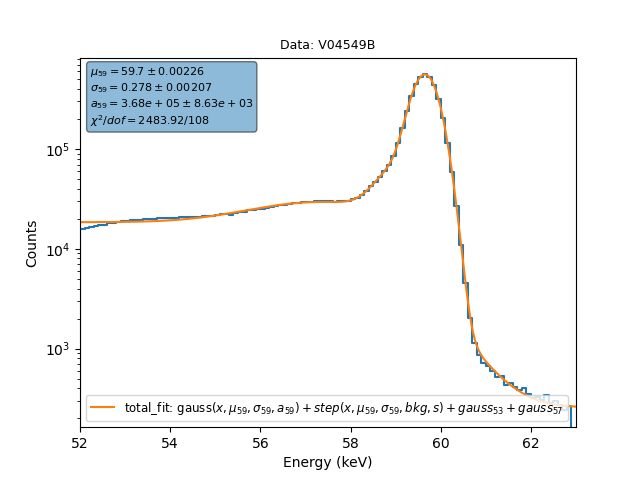 Data: V04549B
μ₅₉ = 59.7 ± 0.00226
σ₅₉ = 0.278 ± 0.00207
a₅₉ = 3.68e + 05 ± 8.63e + 03
χ²/dof = 2483.92/108
10⁵
10⁴
10³
Counts
total_fit: gauss(x, μ₅₉, σ₅₉, a₅₉) + step(x, μ₅₉, σ₅₉, bkg, s) + gauss₅₃ + gauss₅₇
52 54 56 58 60 62
Energy (keV)